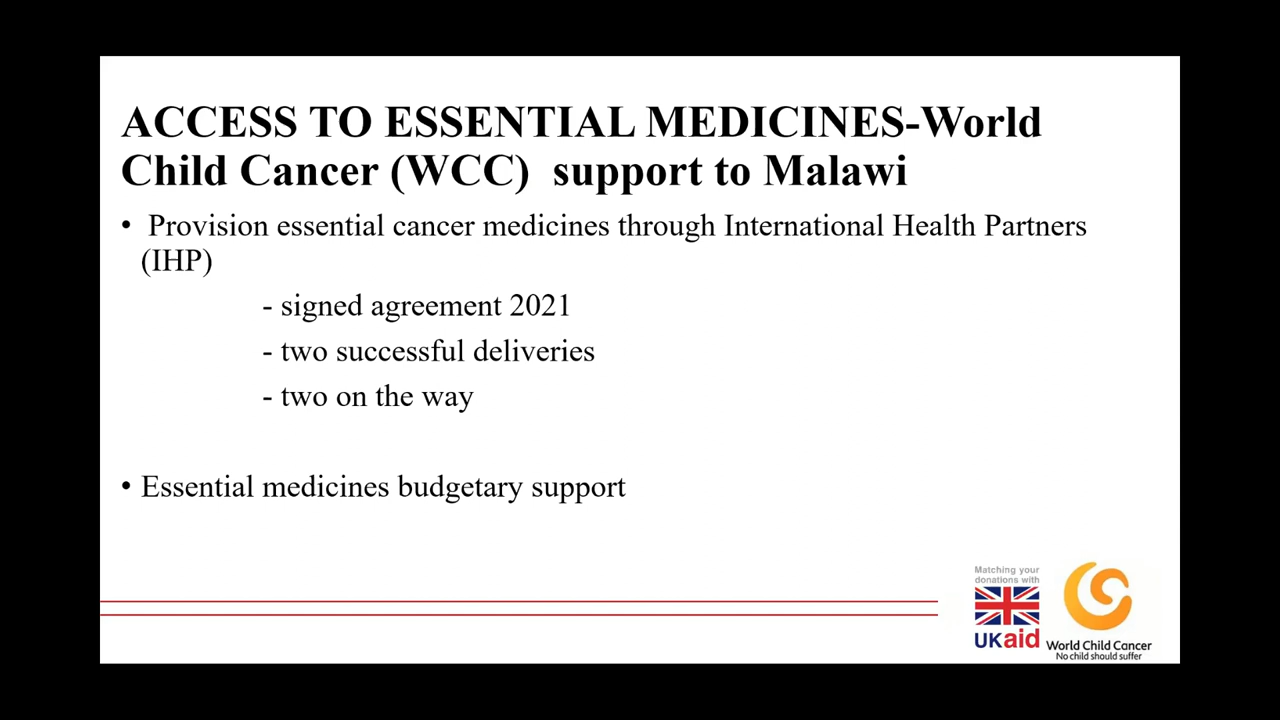 ACCESS TO ESSENTIAL MEDICINES-World
Child Cancer (WCC)  support to Malawi
• Provision essential cancer medicines through International Health Partners
(IHP)
- signed agreement 2021
- two successful deliveries
- two on the way
• Essential medicines budgetary support
Matching your
donations with
UKaid
World Child Cancer
No child should suffer